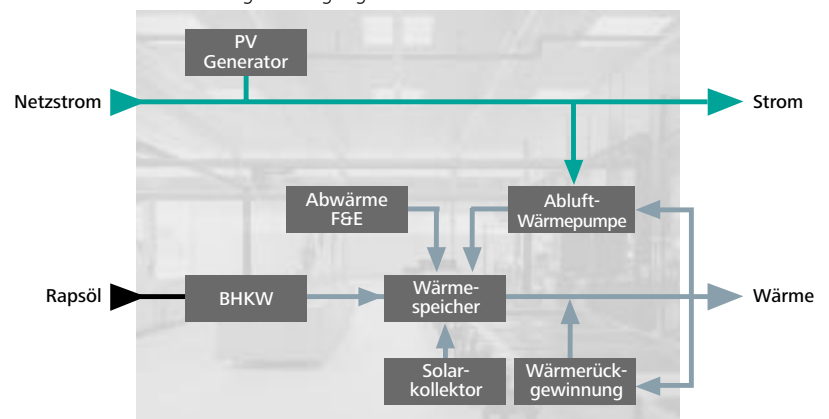 PV
Generator
Netzstrom
Strom
Abwärme
F&E
Abluft-
Wärmepumpe
Rapsöl
BHKW
Wärme-
speicher
Wärme
Solar-
kollektor
Wärmerück-
gewinnung